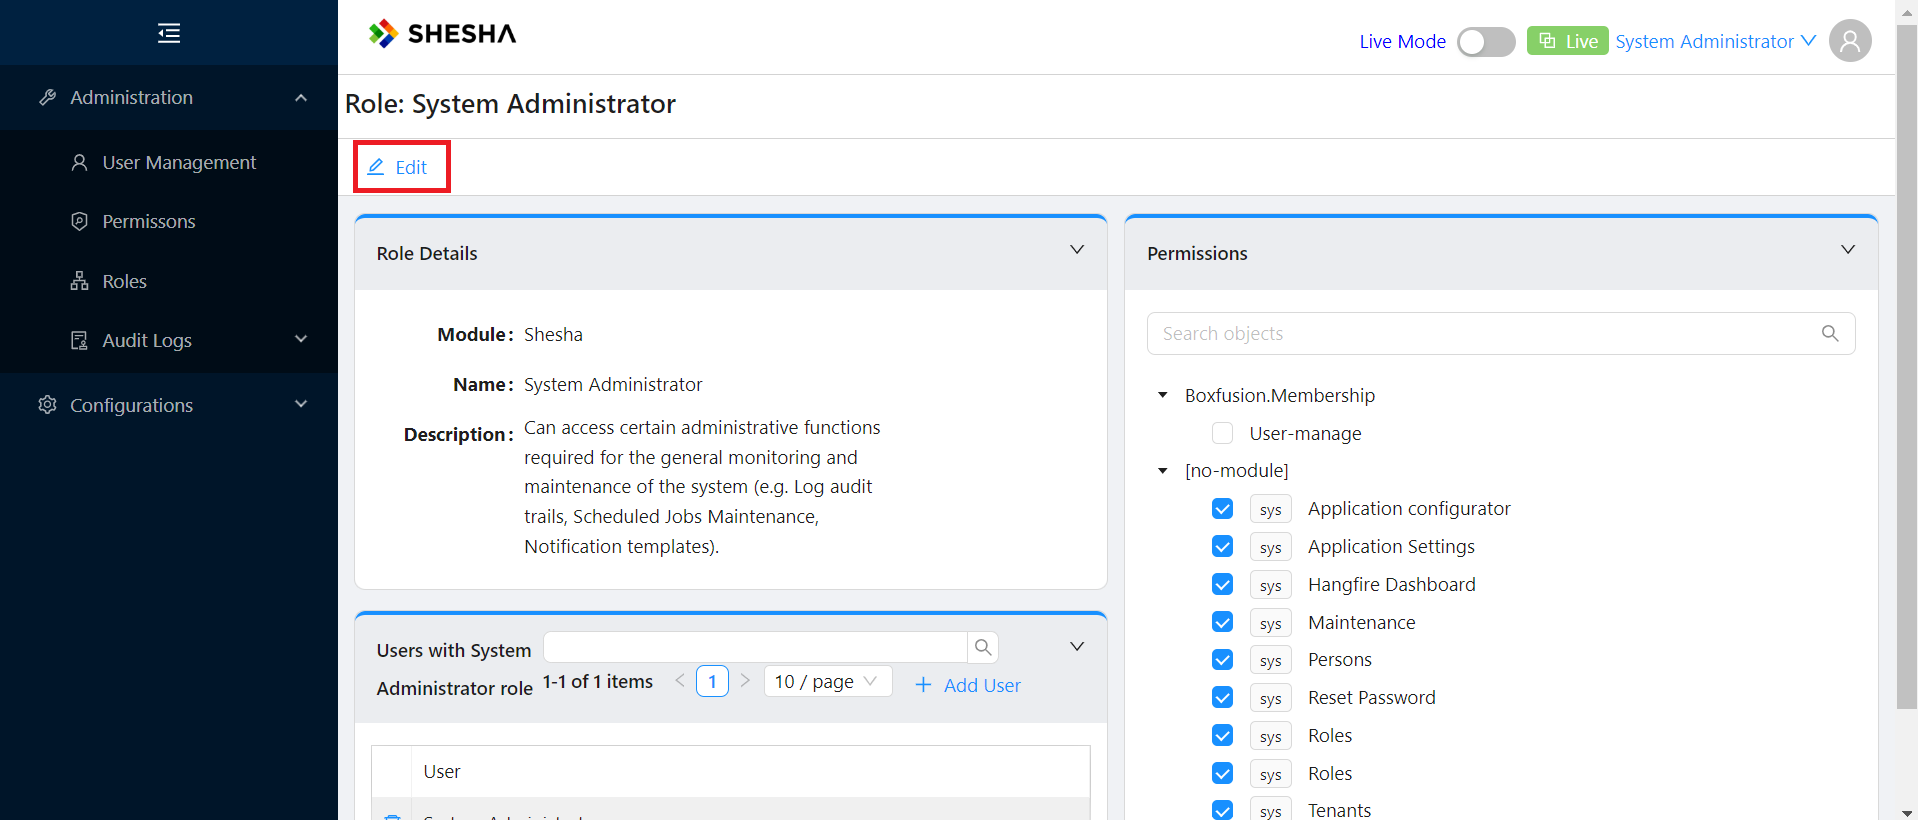 SHESHA
Live Mode
Live
System Administrator
Administration
User Management
Permissons
Roles
Audit Logs
Configurations
Role: System Administrator
Edit
Role Details
Module:
Shesha
Name:
System Administrator
Description:
Can access certain administrative functions
required for the general monitoring and
maintenance of the system (e.g. Log audit
trails, Scheduled Jobs Maintenance,
Notification templates).
Users with System
Administrator role
1-1 of 1 items
1
10 / page
Add User
User
Permissions
Search objects
Boxfusion.Membership
User-manage
[no-module]
sys Application configurator
sys Application Settings
sys Hangfire Dashboard
sys Maintenance
sys Persons
sys Reset Password
sys Roles
sys Roles
sys Tenants